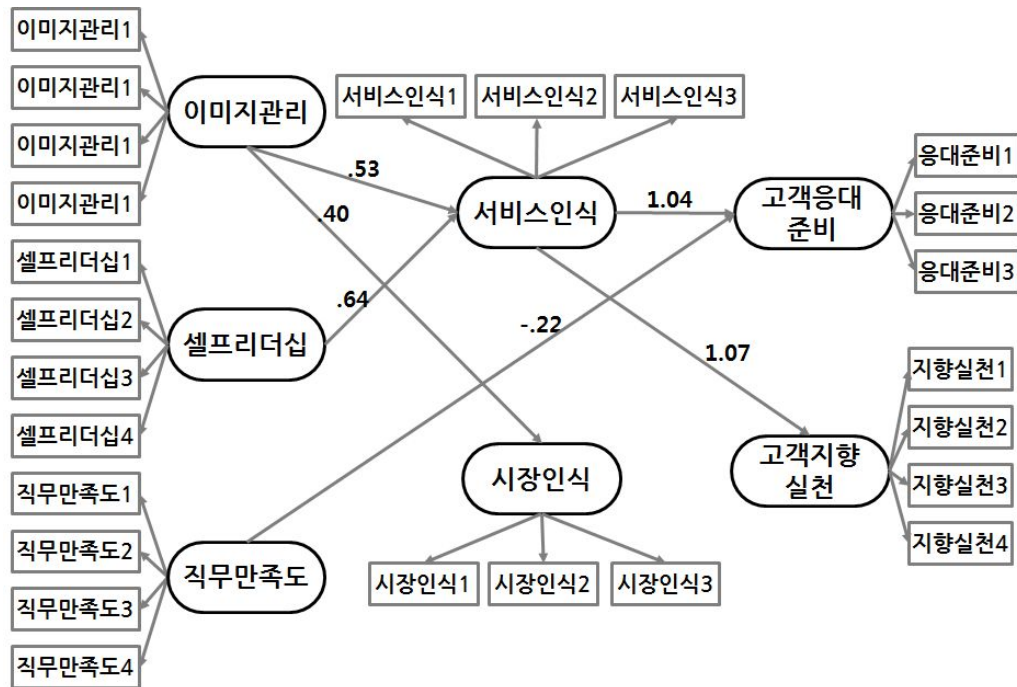 이미지관리1
이미지관리1
이미지관리1
이미지관리1
이미지관리
셀프리더십1
셀프리더십2
셀프리더십3
셀프리더십4
셀프리더십
직무만족도1
직무만족도2
직무만족도3
직무만족도4
직무만족도
.53
.40
.64
서비스인식1
서비스인식2
서비스인식3
서비스인식
1.04
-.22
1.07
시장인식
시장인식1
시장인식2
시장인식3
고객응대
준비
응대준비1
응대준비2
응대준비3
고객지향
실천
지향실천1
지향실천2
지향실천3
지향실천4